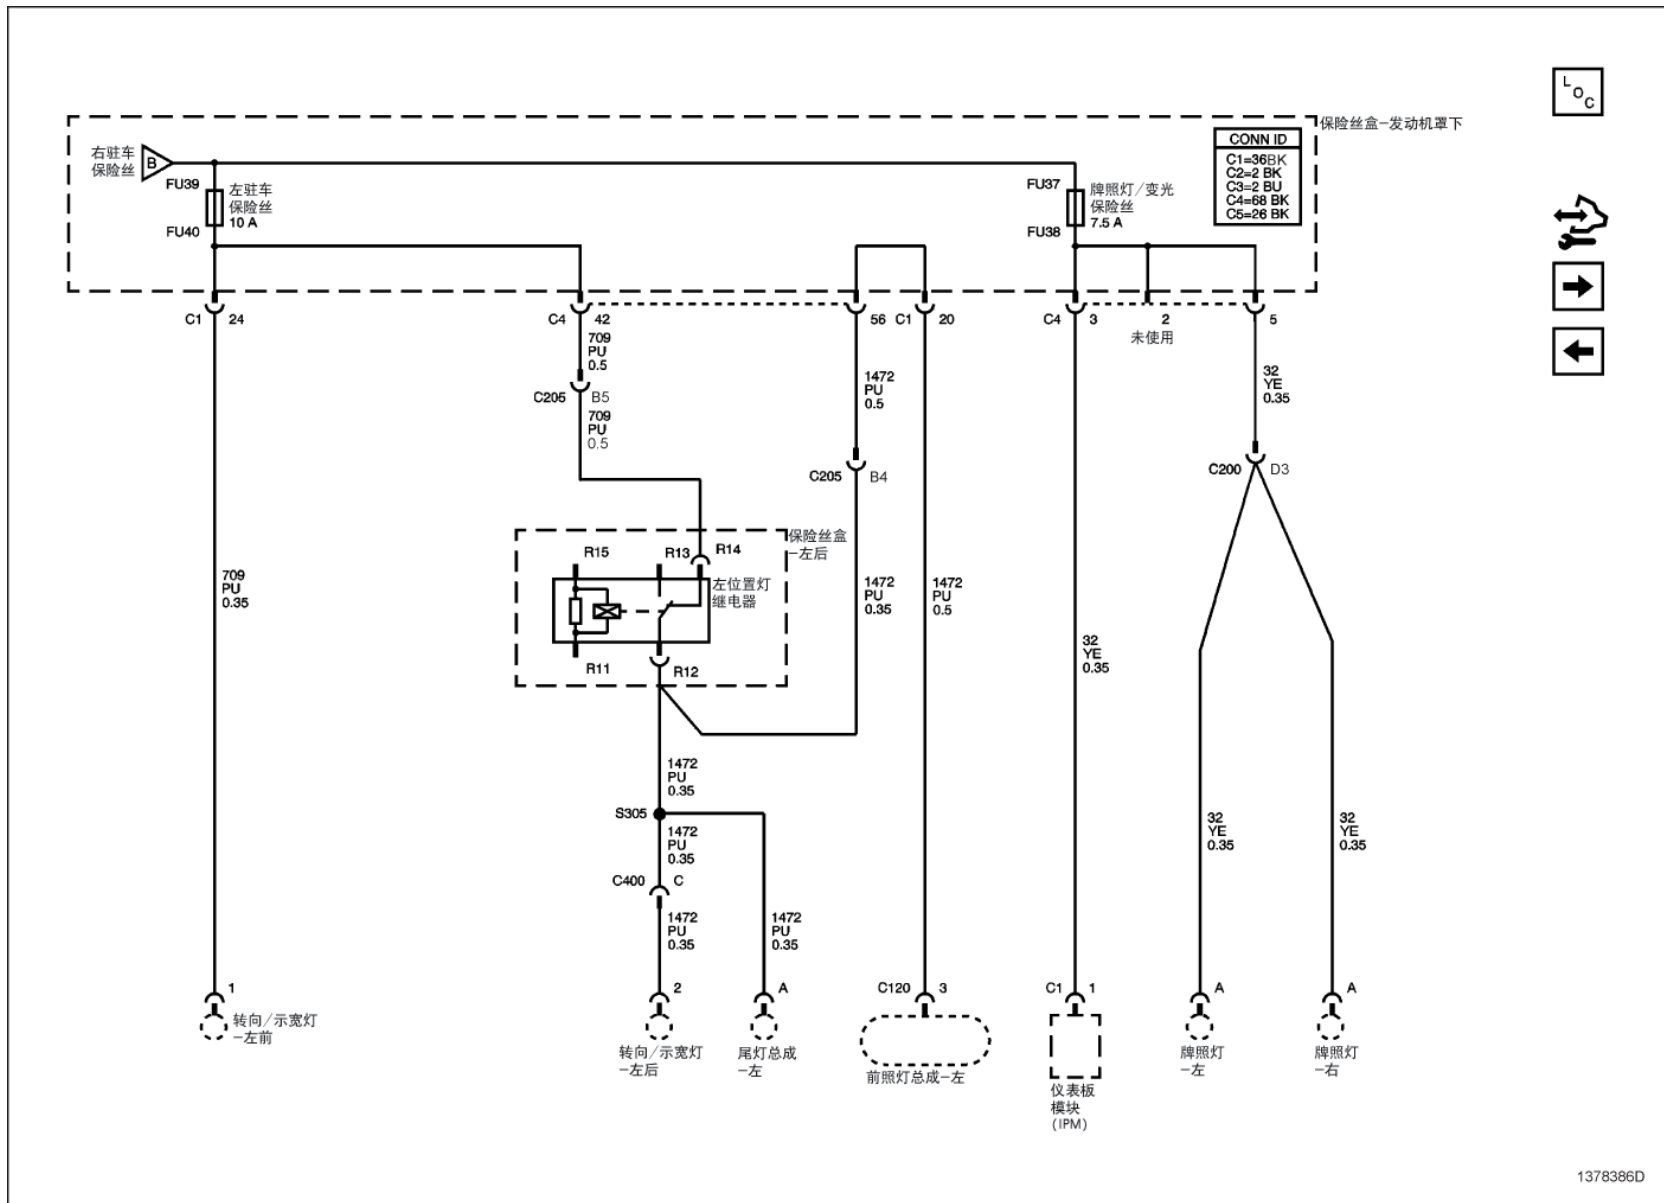 L
O
C
保险丝盒-发动机罩下
CONN ID
C1=36BK
C2=2 BK
C3=2 BU
C4=68 BK
C5=26 BK
右驻车
保险丝
B
FU39
左驻车
保险丝
10 A
FU40
FU37
牌照灯/变光
保险丝
7.5 A
FU38
C1 24
C4 42
56
C1 20
C4 3
2
未使用
5
709
PU
0.5
C205 B5
709
PU
0.5
1472
PU
0.5
C205 B4
32
YE
0.35
C200 D3
保险丝盒
-左后
R15
R13
R14
左位置灯
继电器
R11
R12
709
PU
0.35
1472
PU
0.35
1472
PU
0.5
32
YE
0.35
1472
PU
0.35
S305
1472
PU
0.35
C400 C
1472
PU
0.35
1472
PU
0.35
32
YE
0.35
32
YE
0.35
1
转向/示宽灯
-左前
2
转向/示宽灯
-左后
A
尾灯总成
-左
C120 3
前照灯总成-左
C1 1
仪表板
模块
(IPM)
A
牌照灯
-左
A
牌照灯
-右
1378386D